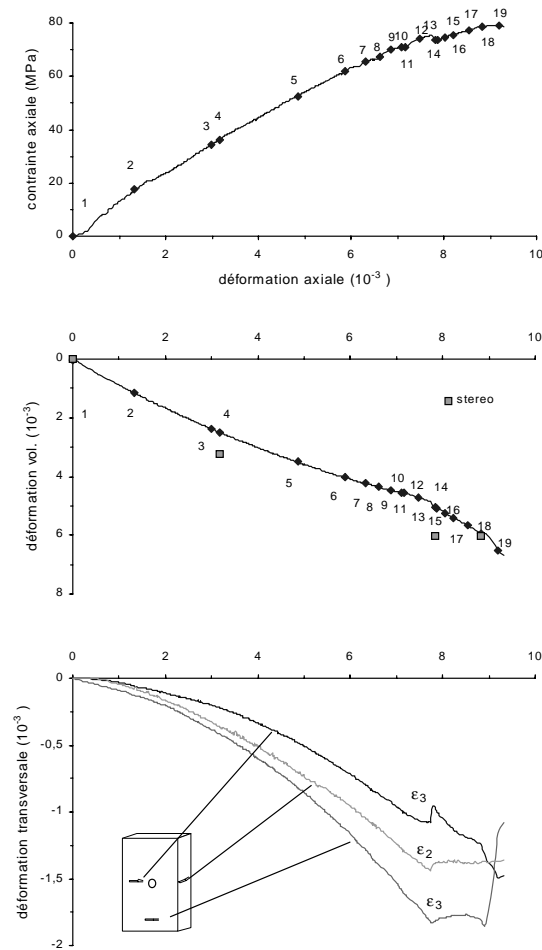 80
60
40
20
0
contrainte axiale (MPa)
1 2 3 4 5 6 7 8 9 10 11 12 13 14 15 16 17 18 19
0 2 4 6 8 10
déformation axiale (10-3 )
0 2 4 6 8 10
0
2
4
6
8
déformation vol. (10-3)
stereo
1 2 3 4 5 6 7 8 9 10 11 12 13 14 15 16 17 18 19
0 2 4 6 8 10
0
-0,5
-1
-1,5
-2
déformation transversale (10-3)
ε3
ε2
ε3